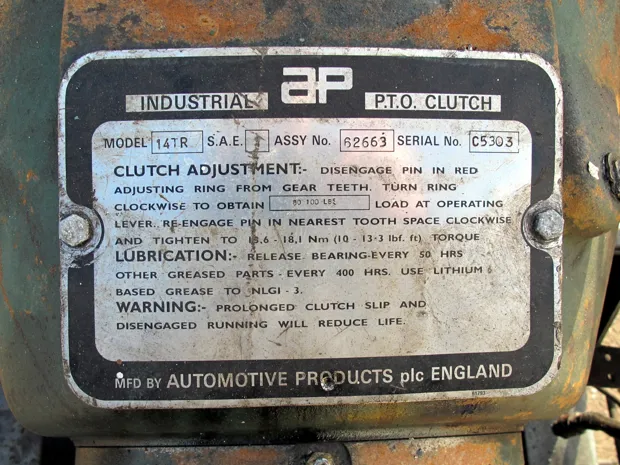 ap
INDUSTRIAL P.T.O. CLUTCH
MODEL 14TR S.A.E. 1 ASSY No. 62663 SERIAL No. C5303
CLUTCH ADJUSTMENT:- DISENGAGE PIN IN RED
ADJUSTING RING FROM GEAR TEETH. TURN RING
CLOCKWISE TO OBTAIN 80 100 LBS LOAD AT OPERATING
LEVER. RE-ENGAGE PIN IN NEAREST TOOTH SPACE CLOCKWISE
AND TIGHTEN TO 13.6 - 18,1 Nm (10 - 13·3 lbf. ft) TORQUE
LUBRICATION:- RELEASE BEARING-EVERY 50 HRS
OTHER GREASED PARTS - EVERY 400 HRS. USE LITHIUM
BASED GREASE TO NLGI - 3.
WARNING:- PROLONGED CLUTCH SLIP AND
DISENGAGED RUNNING WILL REDUCE LIFE.
MFD BY AUTOMOTIVE PRODUCTS plc ENGLAND